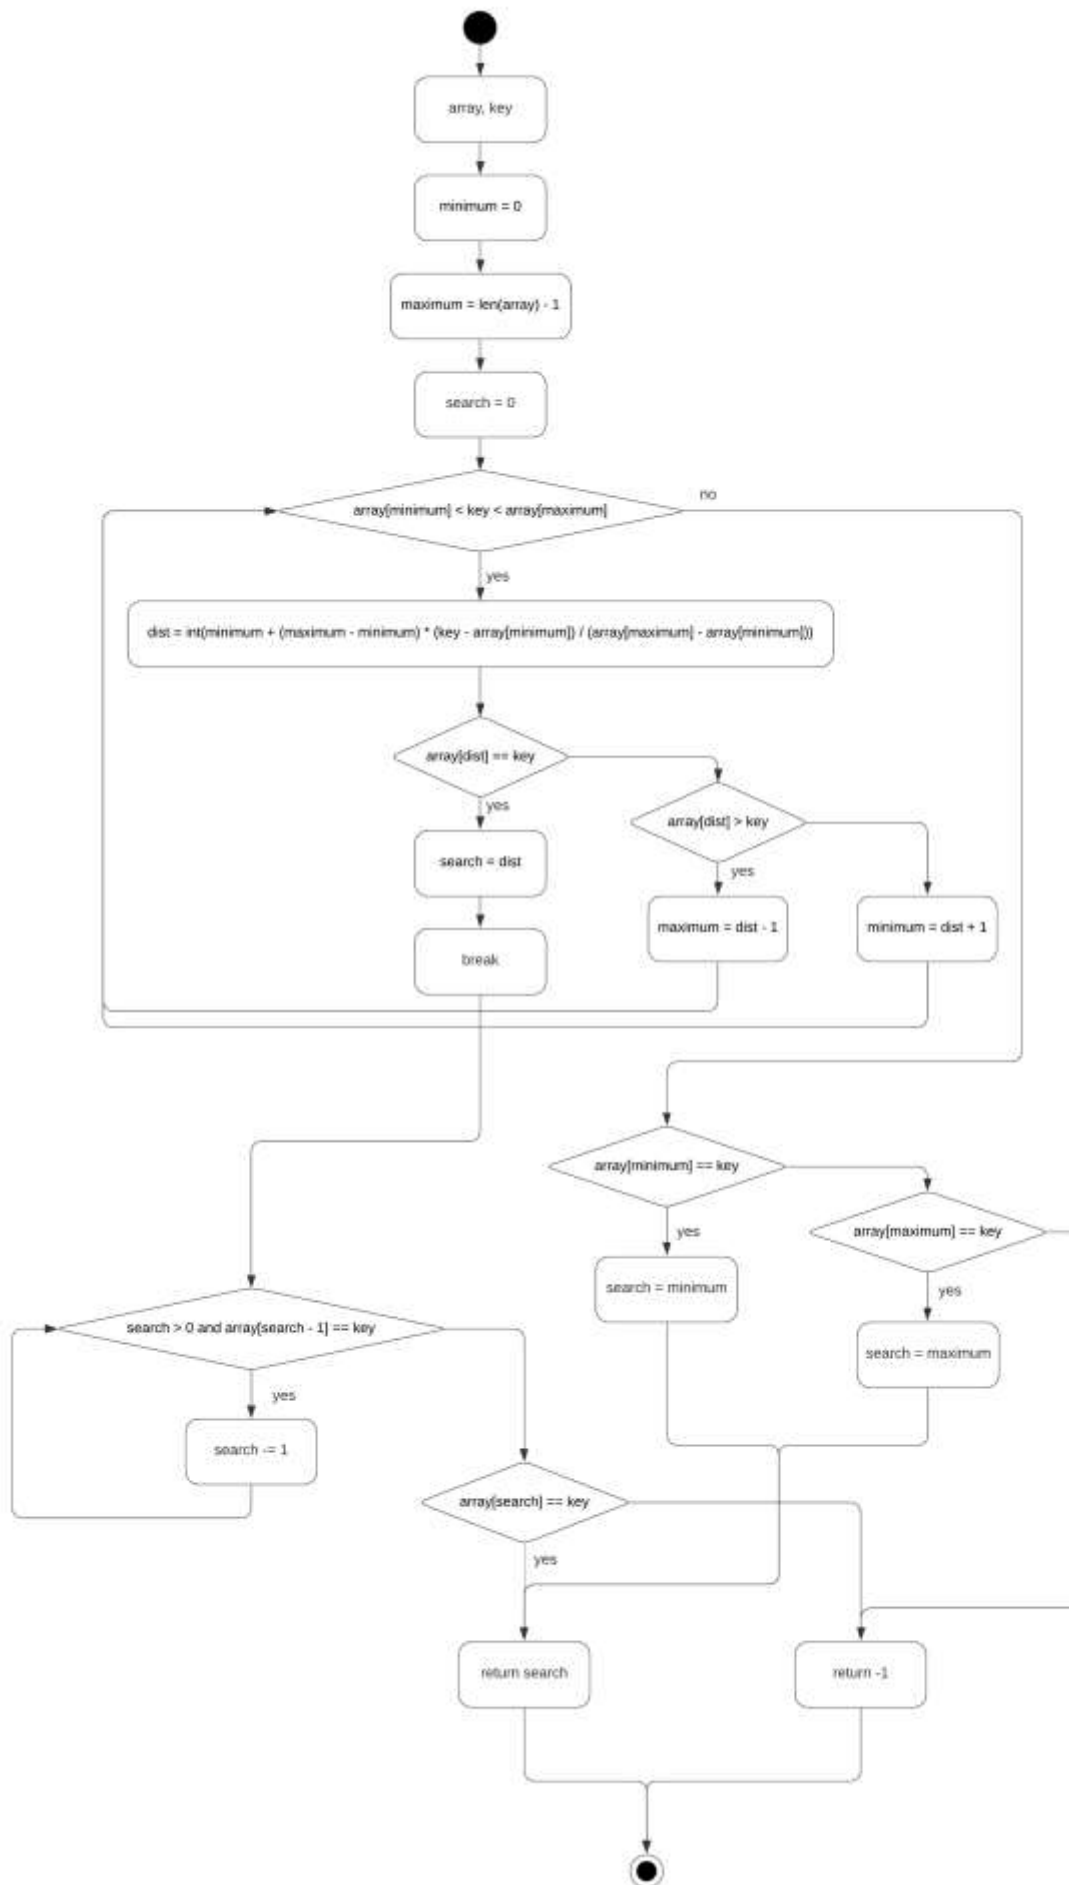 array, key
minimum = 0
maximum = len(array) - 1
search = 0
array[minimum] < key < array[maximum]
no
yes
dist = int(minimum + (maximum - minimum) * (key - array[minimum]) / (array[maximum] - array[minimum]))
array[dist] == key
yes
array[dist] > key
yes
search = dist
maximum = dist - 1
minimum = dist + 1
break
array[minimum] == key
yes
array[maximum] == key
yes
search = minimum
search = maximum
search > 0 and array[search - 1] == key
yes
search -= 1
array[search] == key
yes
return search
return -1